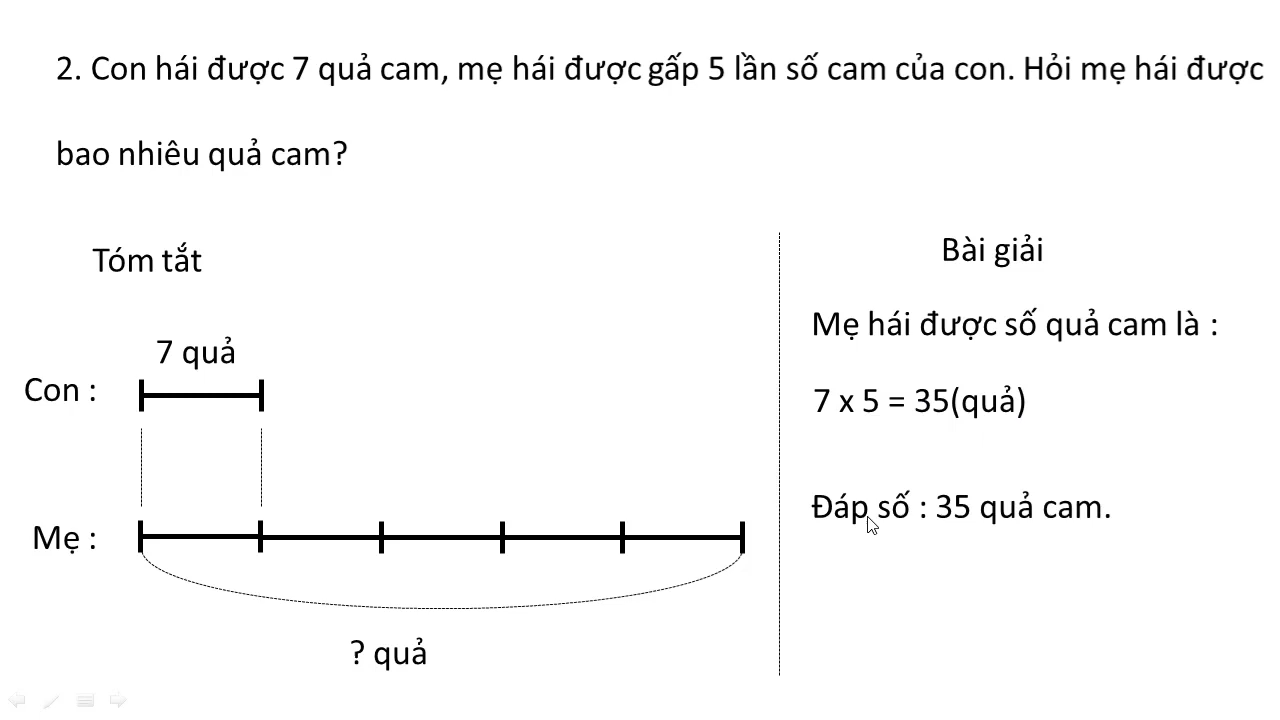 2. Con hái được 7 quả cam, mẹ hái được gấp 5 lần số cam của con. Hỏi mẹ hái được
bao nhiêu quả cam?
Tóm tắt
7 quả
Con :
Mẹ :
? quả
Bài giải
Mẹ hái được số quả cam là :
7 x 5 = 35(quả)
Đáp số : 35 quả cam.